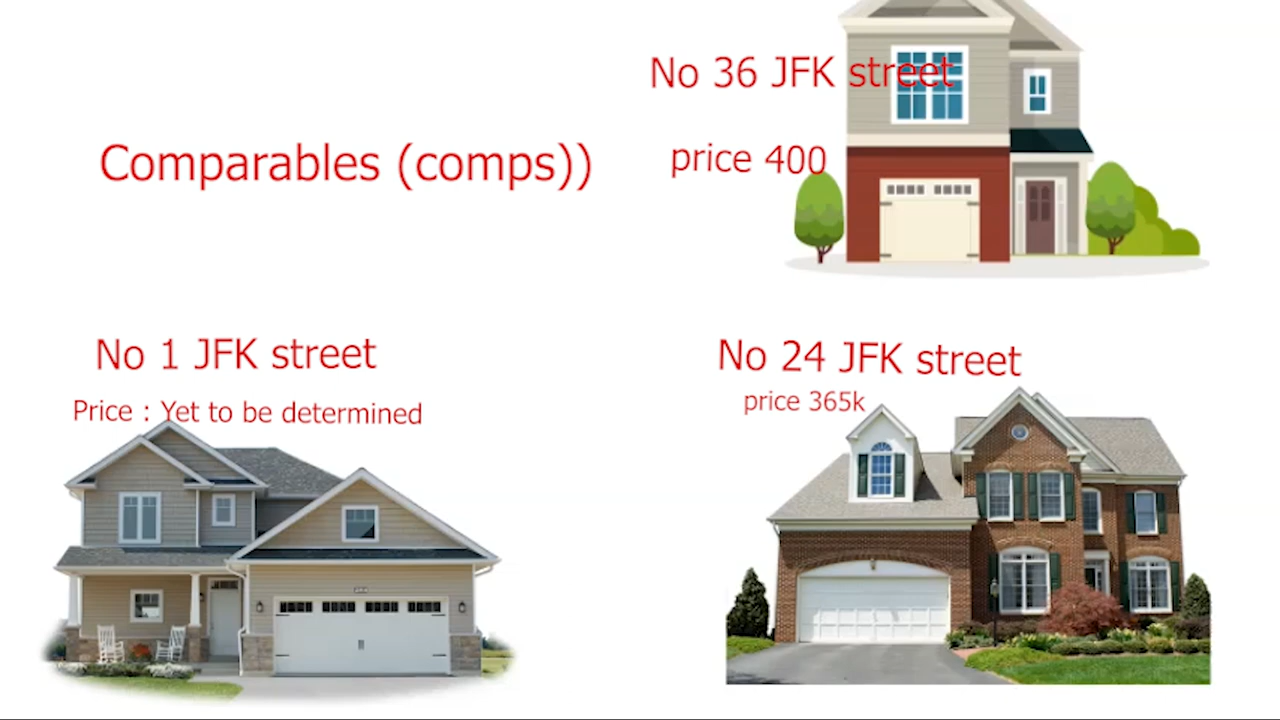 No 36 JFK street
Comparables (comps))
price 400
No 1 JFK street
Price : Yet to be determined
No 24 JFK street
price 365k